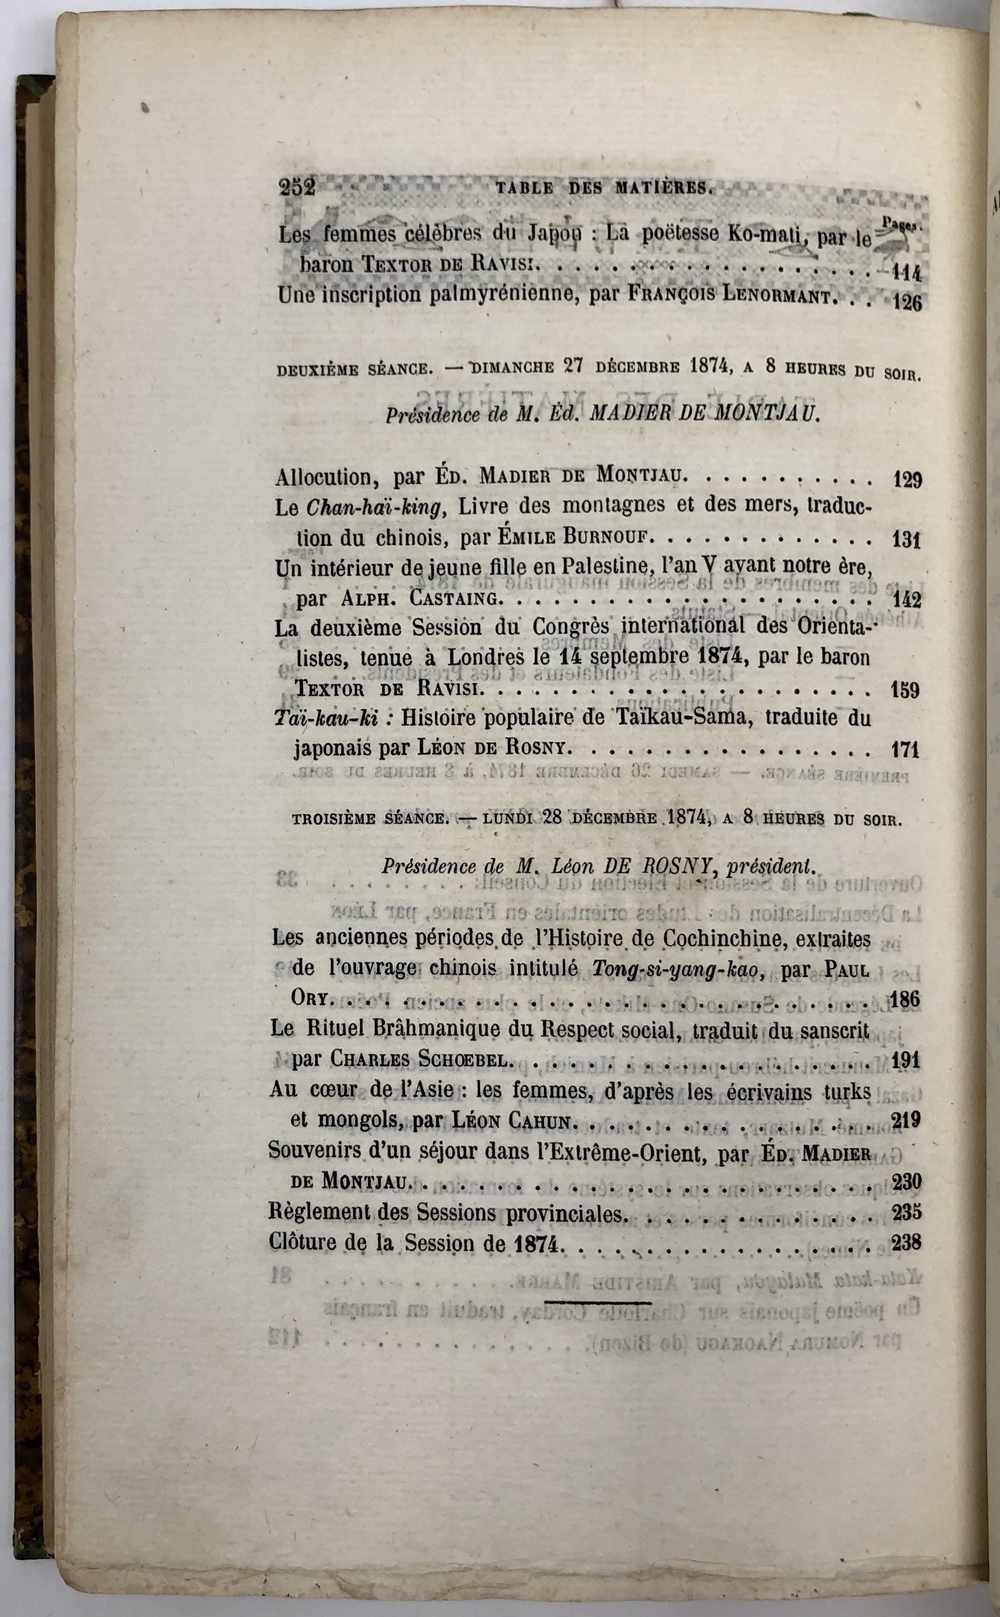 252 TABLE DES MATIÈRES.
Pages.
Les femmes célèbres du Japon : La poëtesse Ko-mati, par le
baron TEXTOR DE RAVISI. . . . . . . . . . . . . . . . . . 114
Une inscription palmyrénienne, par FRANÇOIS LENORMANT. . . 126
DEUXIÈME SÉANCE. — DIMANCHE 27 DÉCEMBRE 1874, A 8 HEURES DU SOIR.
Présidence de M. Éd. MADIER DE MONTJAU.
Allocution, par ÉD. MADIER DE MONTJAU. . . . . . . . . . . 129
Le Chan-haï-king, Livre des montagnes et des mers, traduc-
tion du chinois, par ÉMILE BURNOUF. . . . . . . . . . . . . 131
Un intérieur de jeune fille en Palestine, l'an V avant notre ère,
par ALPH. CASTAING. . . . . . . . . . . . . . . . . . . . 142
La deuxième Session du Congrès international des Orienta-
listes, tenue à Londres le 14 septembre 1874, par le baron
TEXTOR DE RAVISI. . . . . . . . . . . . . . . . . . . . . 159
Taï-kau-ki : Histoire populaire de Taïkau-Sama, traduite du
japonais par LÉON DE ROSNY. . . . . . . . . . . . . . . . 171
TROISIÈME SÉANCE. — LUNDI 28 DÉCEMBRE 1874, A 8 HEURES DU SOIR.
Présidence de M. Léon DE ROSNY, président.
Les anciennes périodes de l'Histoire de Cochinchine, extraites
de l'ouvrage chinois intitulé Tong-si-yang-kao, par PAUL
ORY. . . . . . . . . . . . . . . . . . . . . . . . . . . . 186
Le Rituel Brâhmanique du Respect social, traduit du sanscrit
par CHARLES SCHŒBEL. . . . . . . . . . . . . . . . . . . 191
Au cœur de l'Asie : les femmes, d'après les écrivains turks
et mongols, par LÉON CAHUN. . . . . . . . . . . . . . . . 219
Souvenirs d'un séjour dans l'Extrême-Orient, par ÉD. MADIER
DE MONTJAU. . . . . . . . . . . . . . . . . . . . . . . . 230
Règlement des Sessions provinciales. . . . . . . . . . . . . 235
Clôture de la Session de 1874. . . . . . . . . . . . . . . . 238